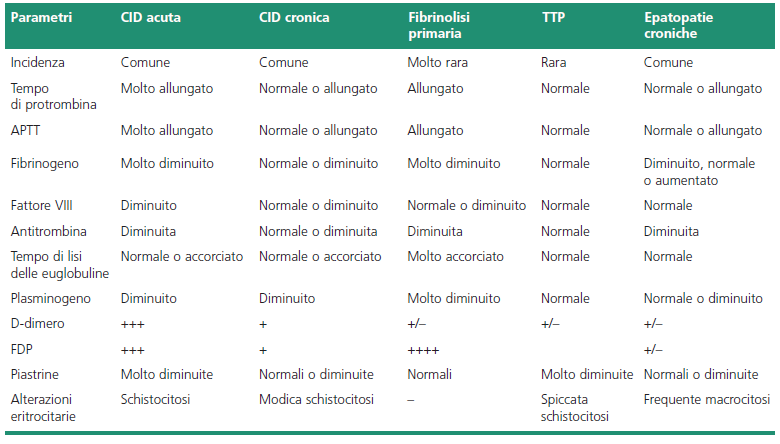 Parametri CID acuta CID cronica Fibrinolisi primaria TTP Epatopatie croniche
Incidenza Comune Comune Molto rara Rara Comune
Tempo di protrombina Molto allungato Normale o allungato Allungato Normale Normale o allungato
APTT Molto allungato Normale o allungato Allungato Normale Normale o allungato
Fibrinogeno Molto diminuito Normale o diminuito Molto diminuito Normale Diminuito, normale o aumentato
Fattore VIII Diminuito Normale o diminuito Normale o diminuito Normale Normale
Antitrombina Diminuita Normale o diminuita Diminuita Normale Diminuita
Tempo di lisi delle euglobuline Normale o accorciato Normale o accorciato Molto accorciato Normale Normale
Plasminogeno Diminuito Diminuito Molto diminuito Normale Normale o diminuito
D-dimero +++ + +/– +/– +/–
FDP +++ + ++++ +/–
Piastrine Molto diminuite Normali o diminuite Normali Molto diminuite Normali o diminuite
Alterazioni eritrocitarie Schistocitosi Modica schistocitosi – Spiccata schistocitosi Frequente macrocitosi